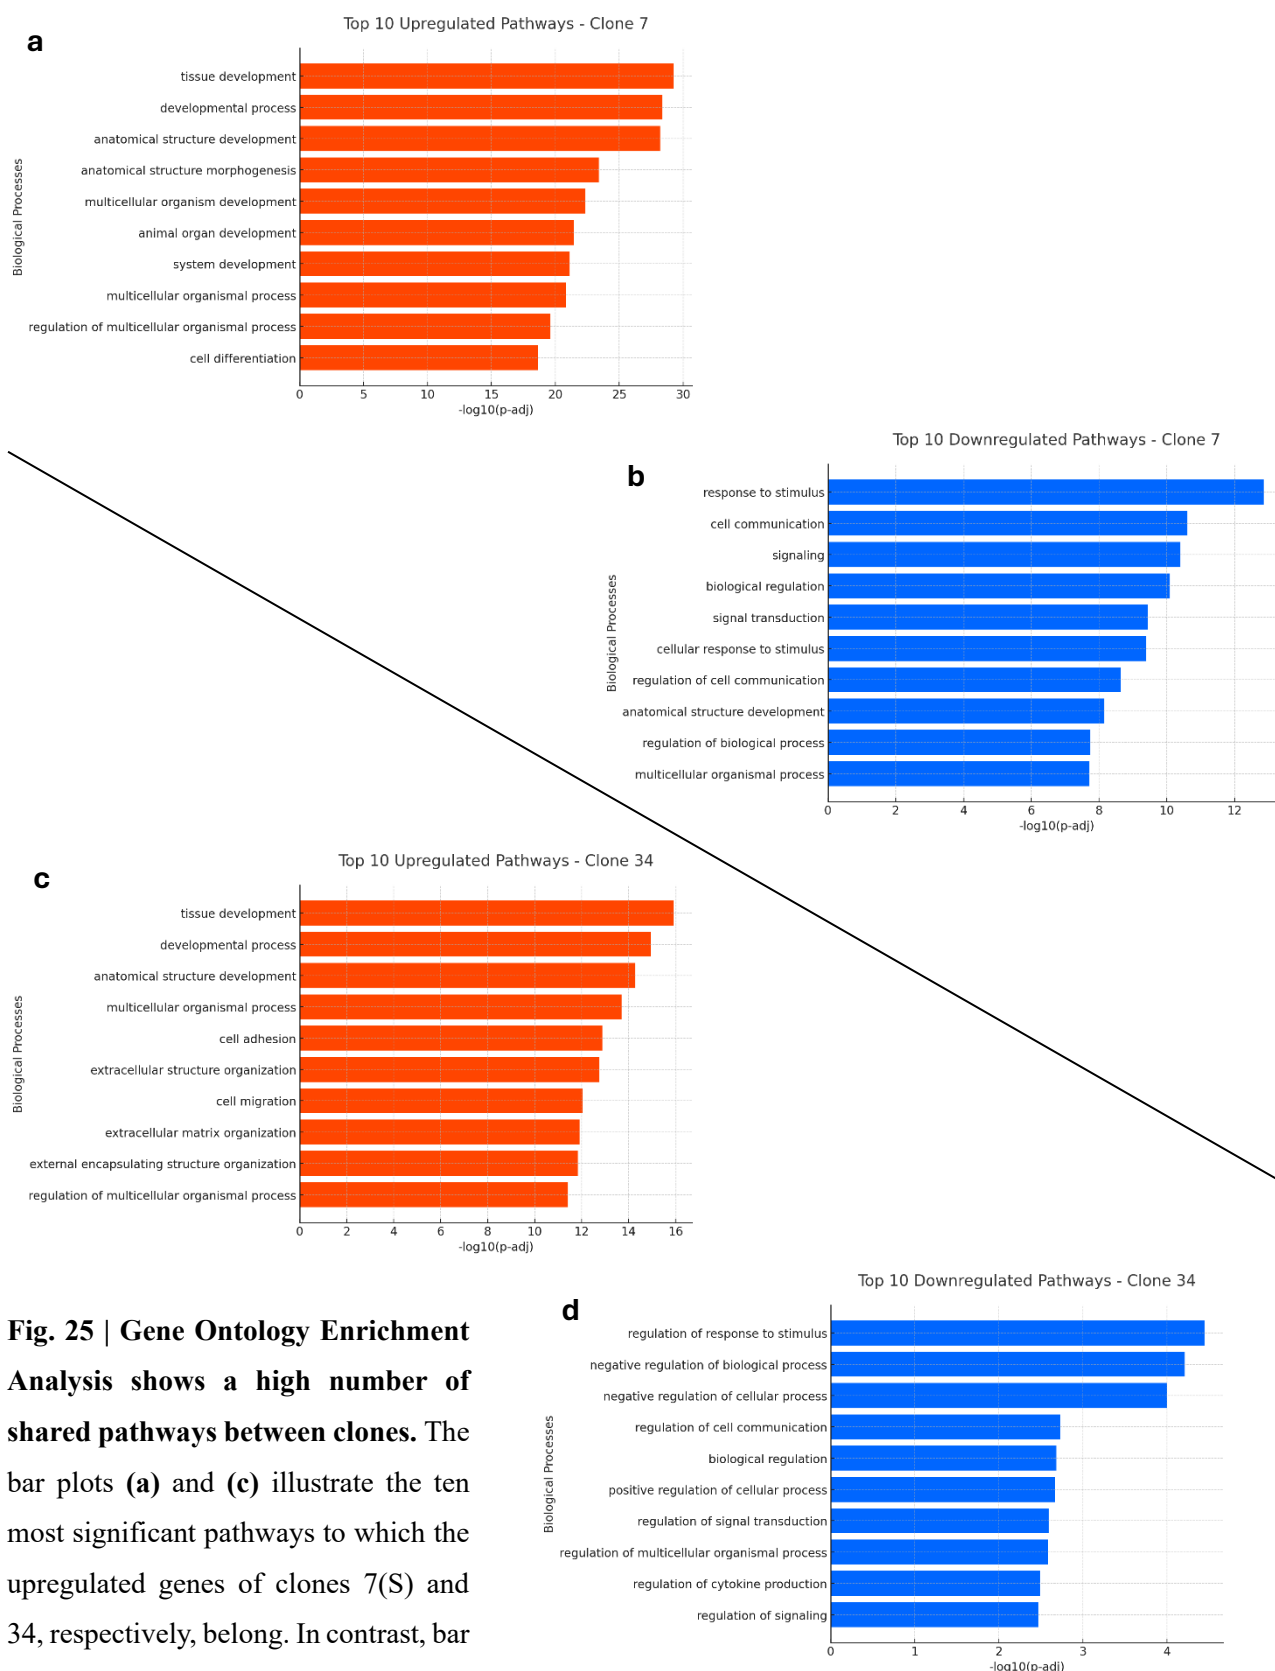 Top 10 Upregulated Pathways - Clone 7
a
Biological Processes
tissue development
developmental process
anatomical structure development
anatomical structure morphogenesis
multicellular organism development
animal organ development
system development
multicellular organismal process
regulation of multicellular organismal process
cell differentiation
0 5 10 15 20 25 30
-log10(p-adj)
Top 10 Downregulated Pathways - Clone 7
b
Biological Processes
response to stimulus
cell communication
signaling
biological regulation
signal transduction
cellular response to stimulus
regulation of cell communication
anatomical structure development
regulation of biological process
multicellular organismal process
0 2 4 6 8 10 12
-log10(p-adj)
Top 10 Upregulated Pathways - Clone 34
c
Biological Processes
tissue development
developmental process
anatomical structure development
multicellular organismal process
cell adhesion
extracellular structure organization
cell migration
extracellular matrix organization
external encapsulating structure organization
regulation of multicellular organismal process
0 2 4 6 8 10 12 14 16
-log10(p-adj)
Top 10 Downregulated Pathways - Clone 34
d
Biological Processes
regulation of response to stimulus
negative regulation of biological process
negative regulation of cellular process
regulation of cell communication
biological regulation
positive regulation of cellular process
regulation of signal transduction
regulation of multicellular organismal process
regulation of cytokine production
regulation of signaling
0 1 2 3 4
-log10(p-adj)
Fig. 25 | Gene Ontology Enrichment
Analysis shows a high number of
shared pathways between clones. The
bar plots (a) and (c) illustrate the ten
most significant pathways to which the
upregulated genes of clones 7(S) and
34, respectively, belong. In contrast, bar